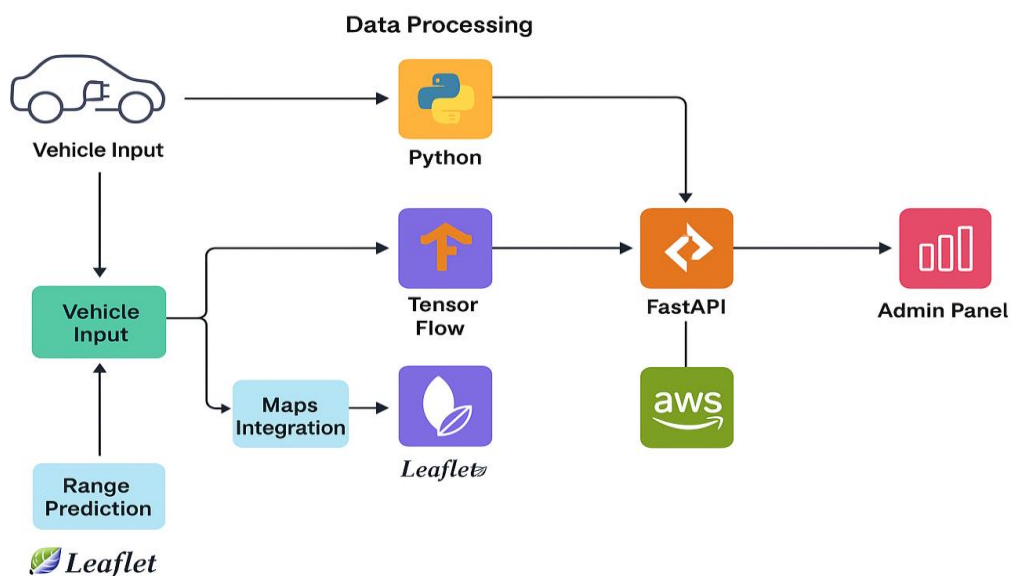 Data Processing
Vehicle Input
Python
Vehicle
Input
Tensor
Flow
FastAPI
Admin Panel
Maps
Integration
aws
Leaflet
Range
Prediction
Leaflet